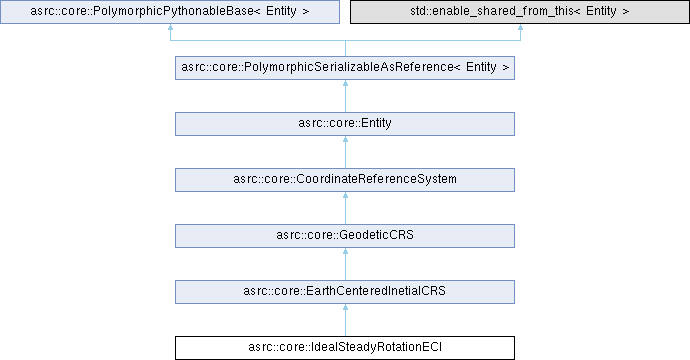 asrc::core::PolymorphicPythonableBase< Entity >
std::enable_shared_from_this< Entity >
asrc::core::PolymorphicSerializableAsReference< Entity >
asrc::core::Entity
asrc::core::CoordinateReferenceSystem
asrc::core::GeodeticCRS
asrc::core::EarthCenteredInetialCRS
asrc::core::IdealSteadyRotationECI